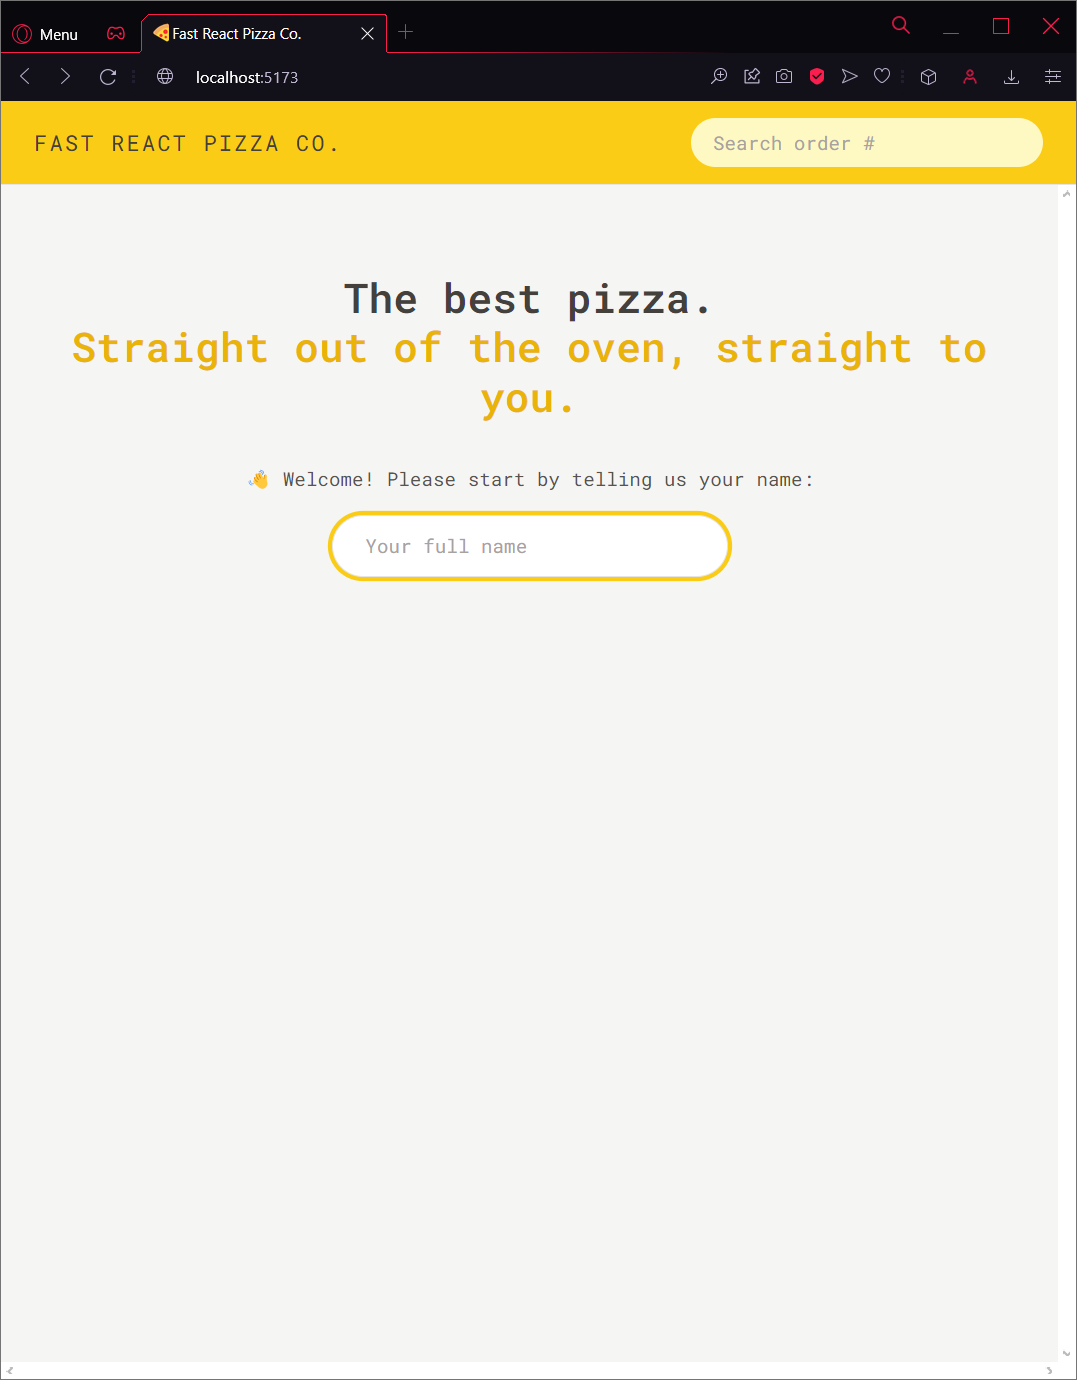 Menu
Fast React Pizza Co.
localhost:5173
FAST REACT PIZZA CO.
Search order #
The best pizza.
Straight out of the oven, straight to
you.
👋 Welcome! Please start by telling us your name:
Your full name